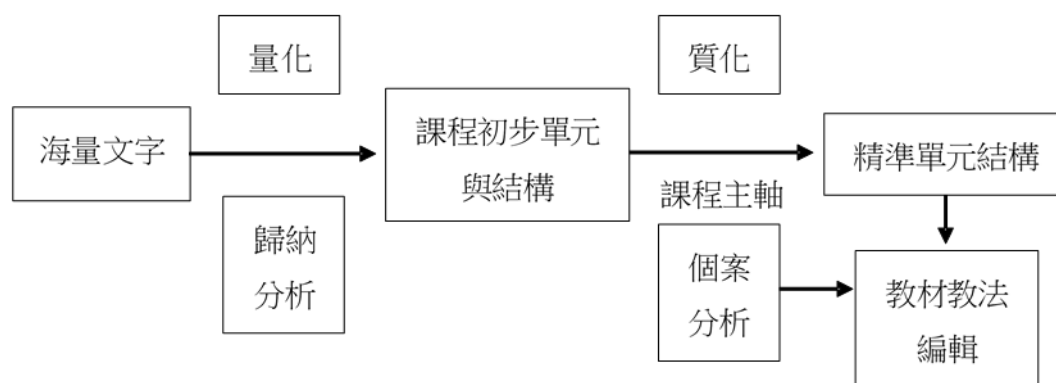 量化
質化
海量文字
課程初步單元
與結構
精準單元結構
課程主軸
歸納
分析
個案
分析
教材教法
編輯